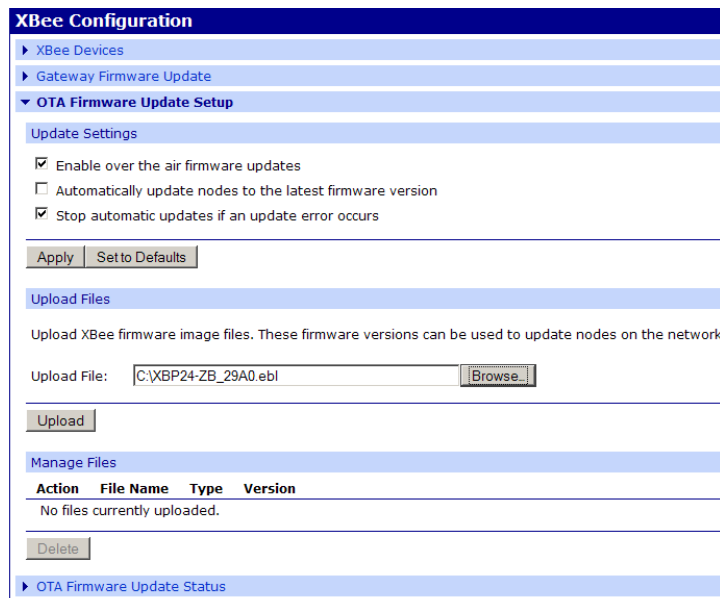 XBee Configuration
XBee Devices
Gateway Firmware Update
OTA Firmware Update Setup
Update Settings
Enable over the air firmware updates
Automatically update nodes to the latest firmware version
Stop automatic updates if an update error occurs
Apply Set to Defaults
Upload Files
Upload XBee firmware image files. These firmware versions can be used to update nodes on the network
Upload File: C:\XBP24-ZB_29A0.ebl Browse...
Upload
Manage Files
Action File Name Type Version
No files currently uploaded.
Delete
OTA Firmware Update Status